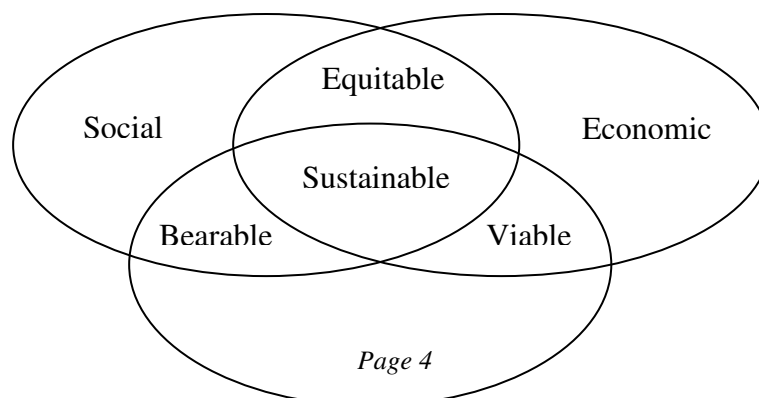 Equitable
Social Economic
Sustainable
Bearable Viable
Page 4